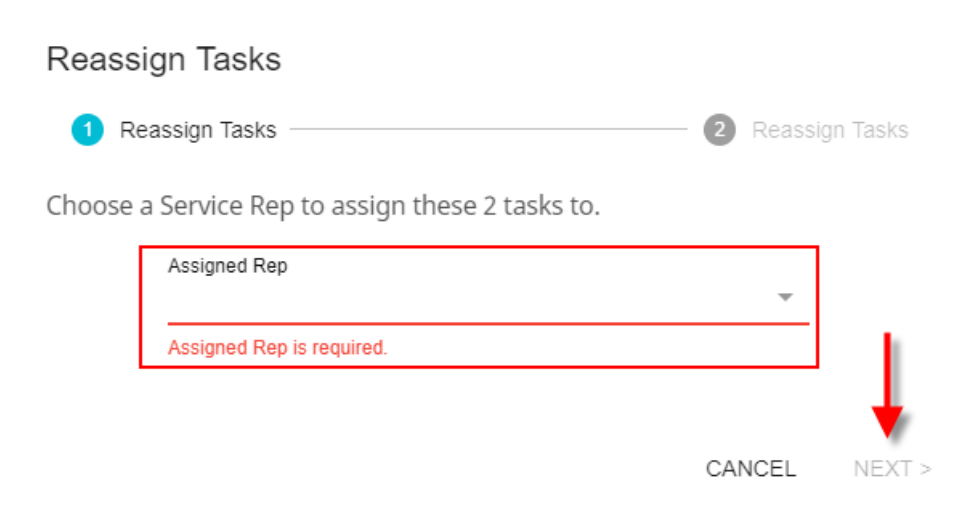 Reassign Tasks
1 Reassign Tasks 2 Reassign Tasks
Choose a Service Rep to assign these 2 tasks to.
Assigned Rep
Assigned Rep is required.
CANCEL NEXT >